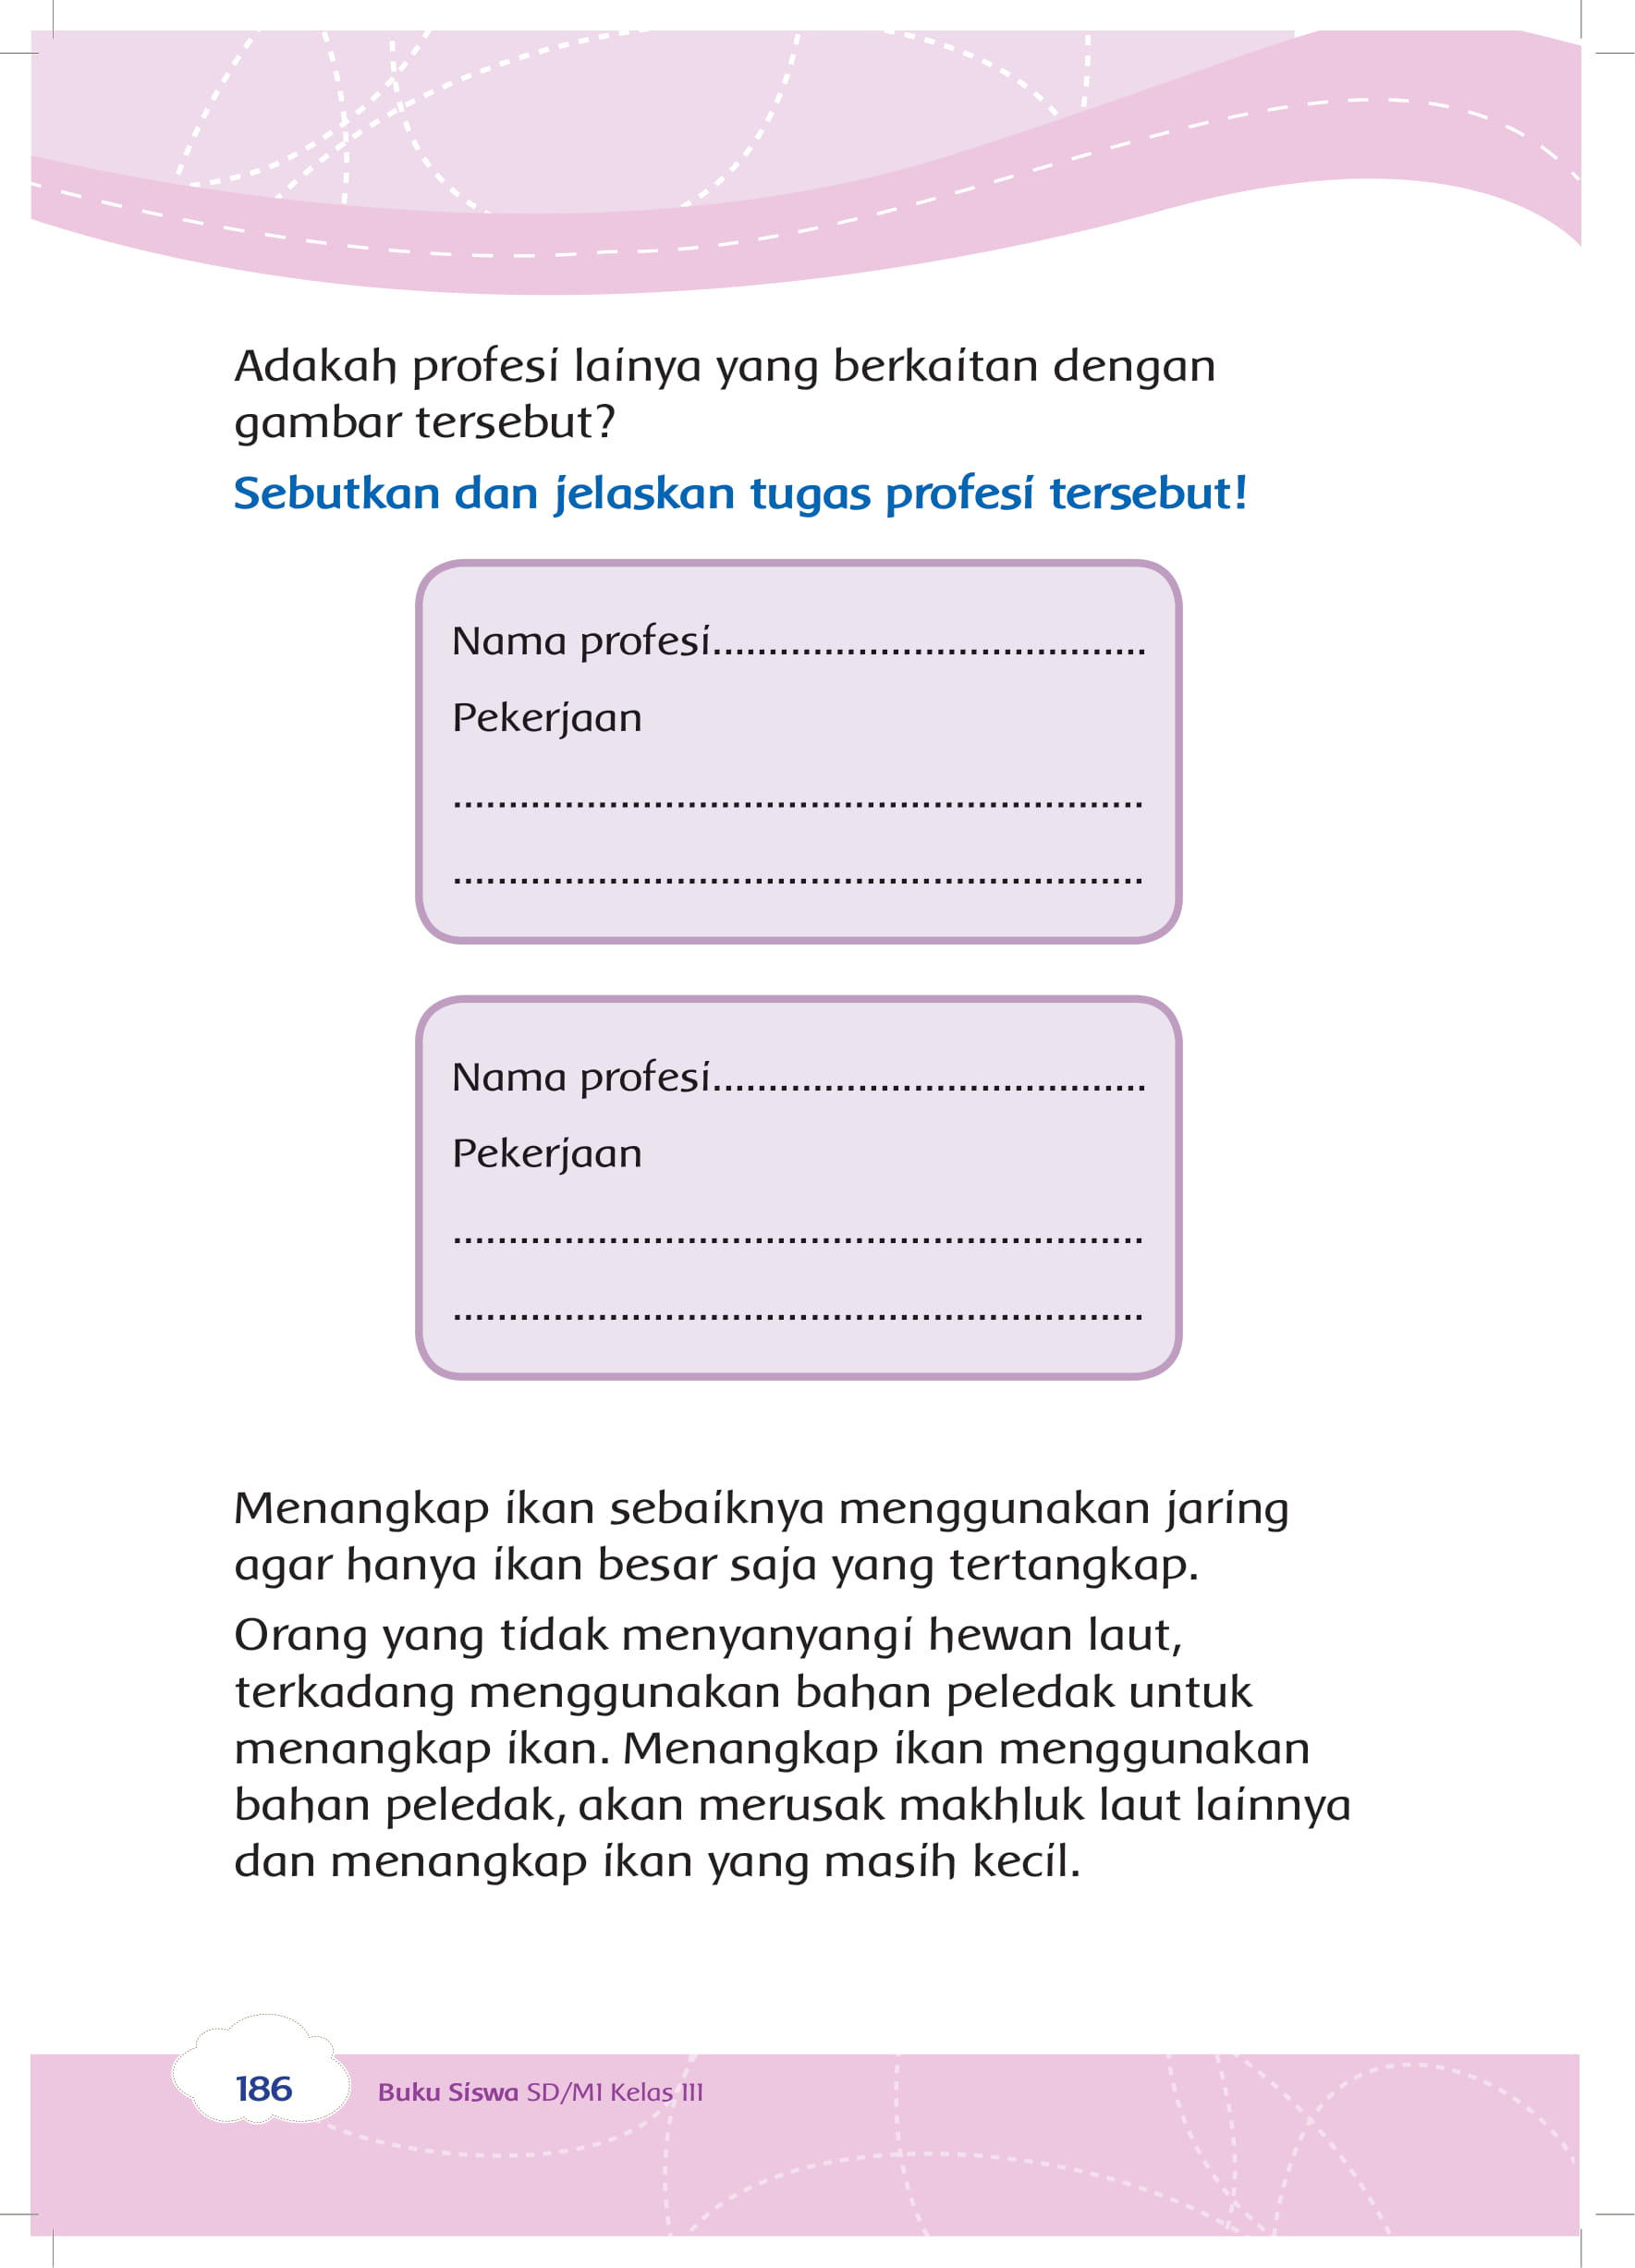 Adakah profesi lainya yang berkaitan dengan
gambar tersebut?
Sebutkan dan jelaskan tugas profesi tersebut!
Nama profesi.......................................
Pekerjaan
..............................................................
..............................................................
Nama profesi.......................................
Pekerjaan
..............................................................
..............................................................
Menangkap ikan sebaiknya menggunakan jaring
agar hanya ikan besar saja yang tertangkap.
Orang yang tidak menyanyangi hewan laut,
terkadang menggunakan bahan peledak untuk
menangkap ikan. Menangkap ikan menggunakan
bahan peledak, akan merusak makhluk laut lainnya
dan menangkap ikan yang masih kecil.
186
Buku Siswa SD/MI Kelas III